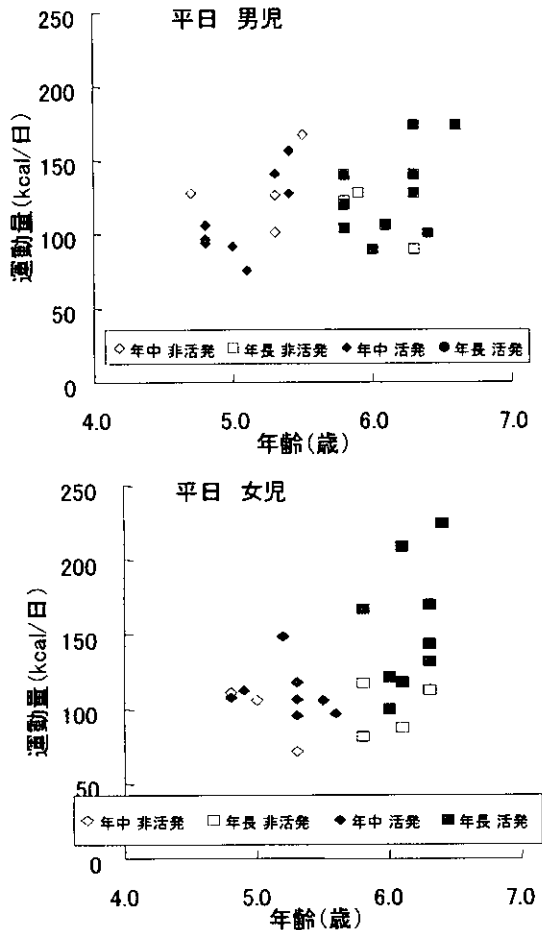 平日 男児
250
200
150
100
50
0
運動量(kcal/日)
◇ 年中 非活発 □ 年長 非活発 ◆ 年中 活発 ● 年長 活発
4.0 5.0 6.0 7.0
年齢(歳)
平日 女児
250
200
150
100
50
0
運動量(kcal/日)
◇ 年中 非活発 □ 年長 非活発 ◆ 年中 活発 ■ 年長 活発
4.0 5.0 6.0 7.0
年齢(歳)